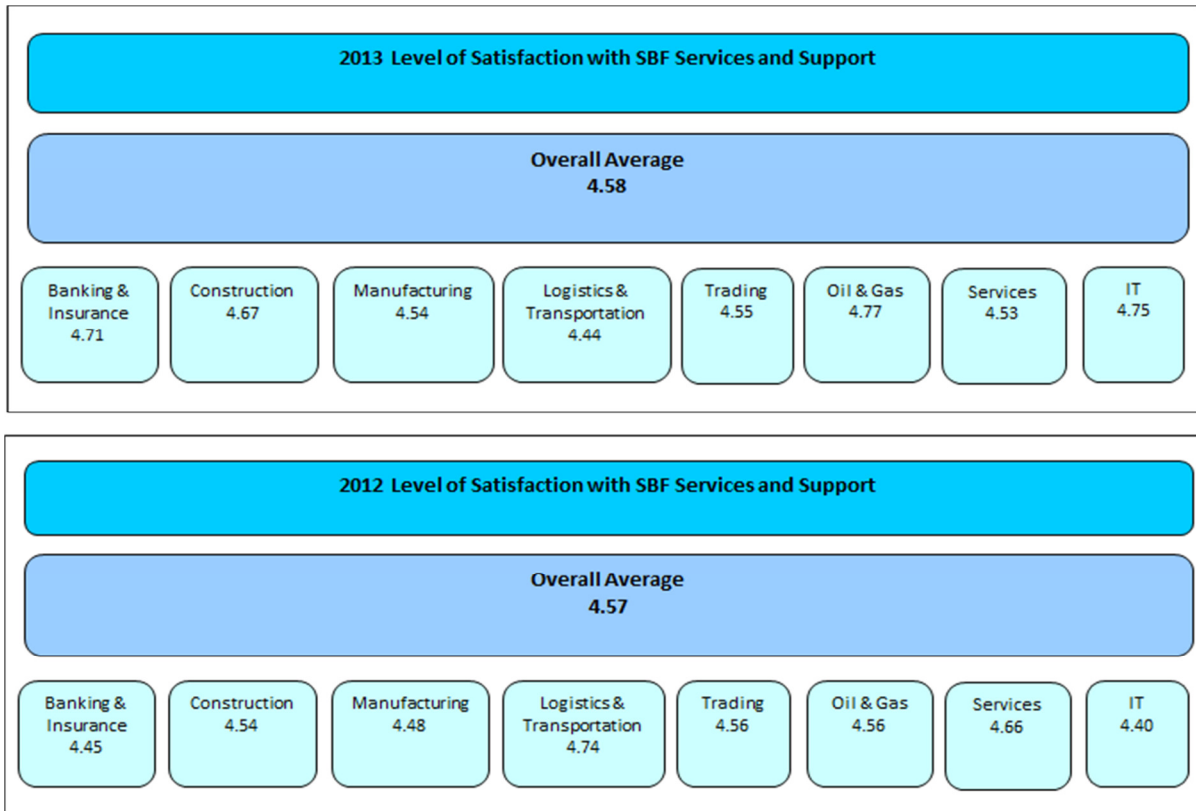 2013 Level of Satisfaction with SBF Services and Support
Overall Average
4.58
Banking &
Insurance
4.71
Construction
4.67
Manufacturing
4.54
Logistics &
Transportation
4.44
Trading
4.55
Oil & Gas
4.77
Services
4.53
IT
4.75
2012 Level of Satisfaction with SBF Services and Support
Overall Average
4.57
Banking &
Insurance
4.45
Construction
4.54
Manufacturing
4.48
Logistics &
Transportation
4.74
Trading
4.56
Oil & Gas
4.56
Services
4.66
IT
4.40